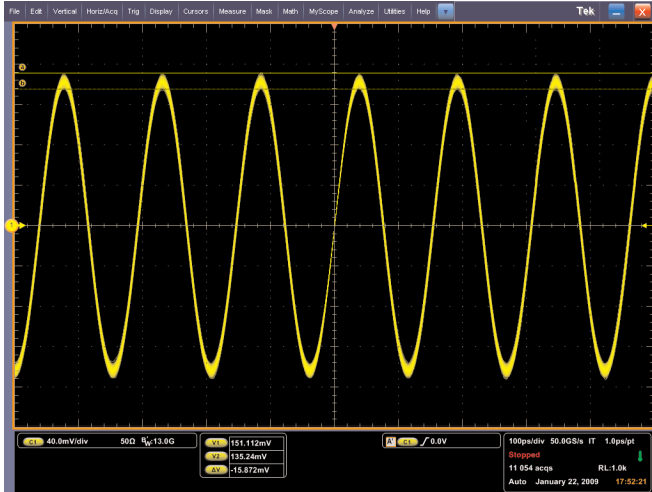 File Edit Vertical Horiz/Acq Trig Display Cursors Measure Mask Math MyScope Analyze Utilities Help Tek X
a
b
1
C1 40.0mV/div 50Ω BW:13.0G
A' C1 0.0V
100ps/div 50.0GS/s IT 1.0ps/pt
V1 151.112mV
V2 135.24mV
ΔV -15.872mV
Stopped
11 054 acqs RL:1.0k
Auto January 22, 2009 17:52:21